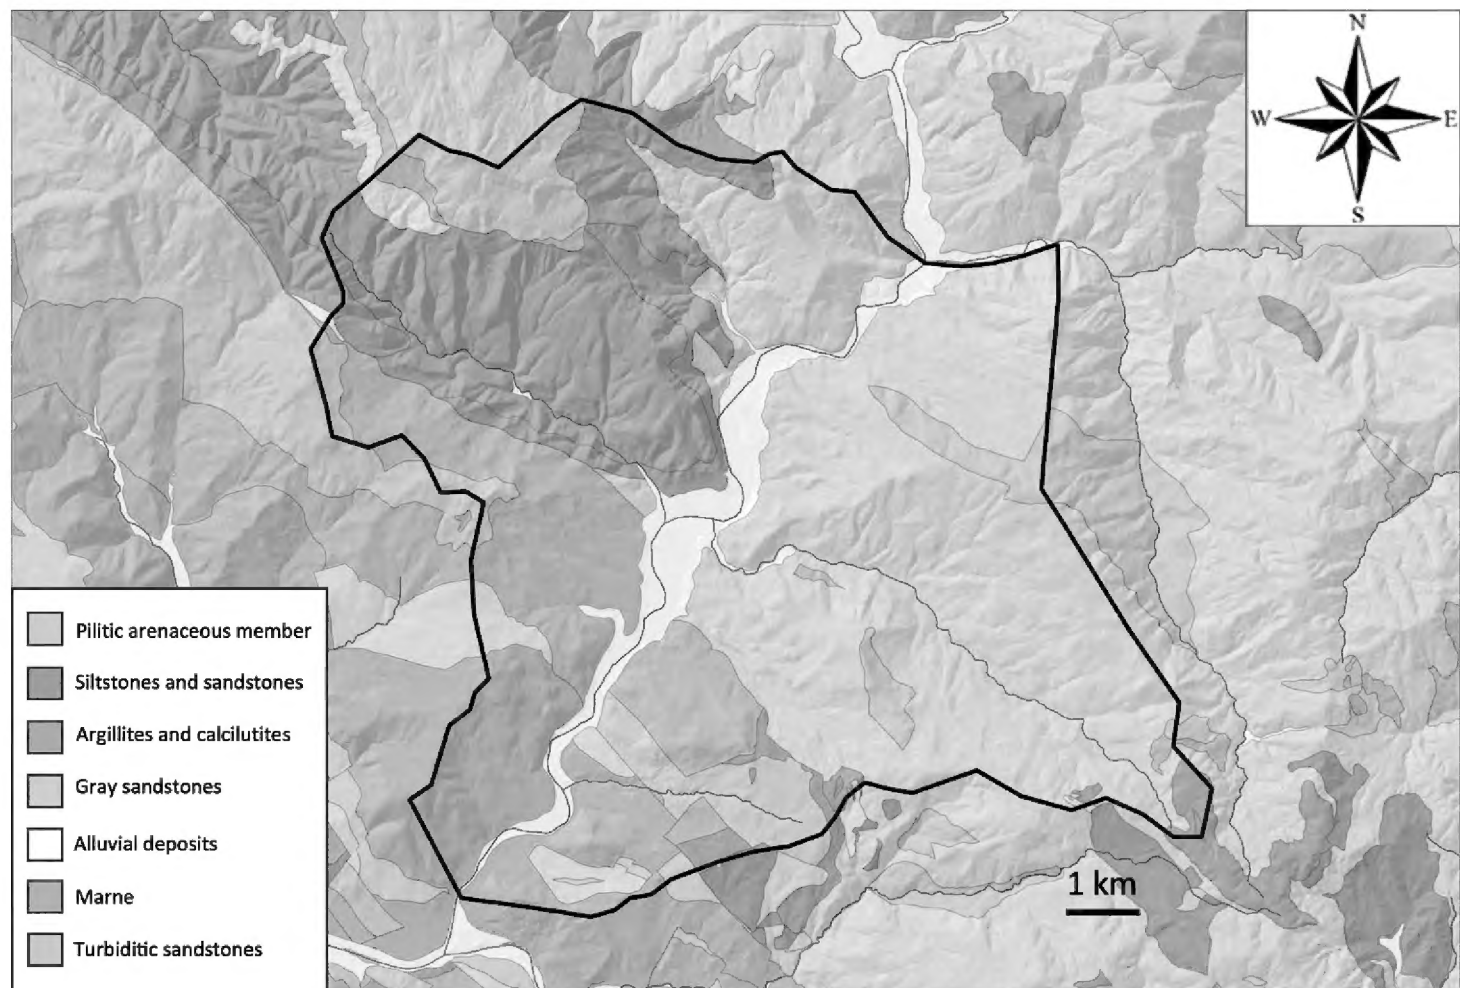 N
W E
S
Pilitic arenaceous member
Siltstones and sandstones
Argillites and calcilutites
Gray sandstones
Alluvial deposits
Marne
Turbiditic sandstones
1 km